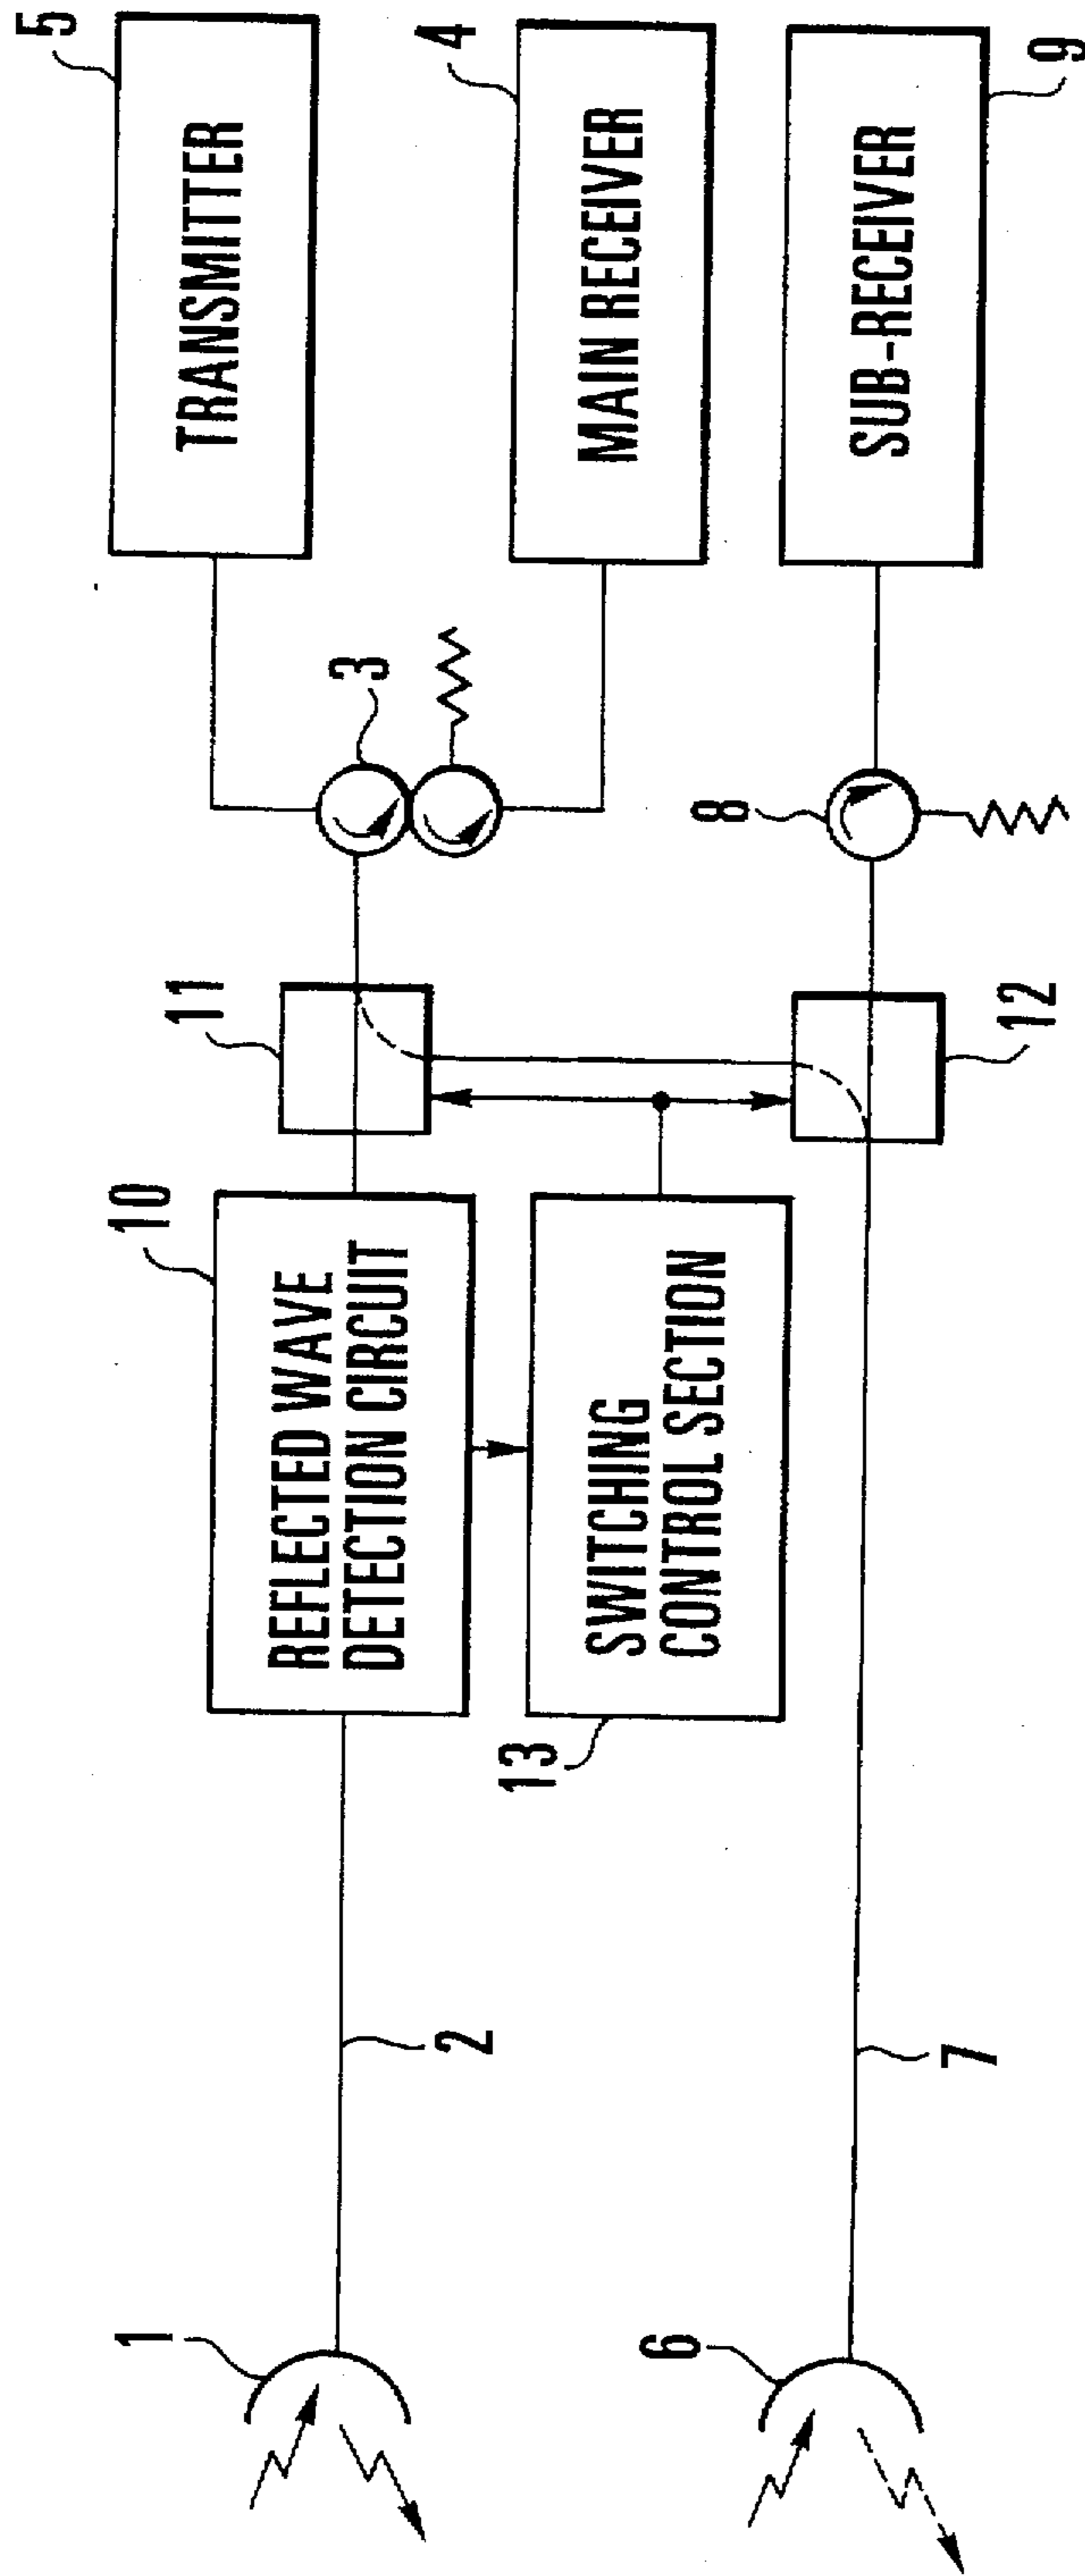 1
2
10
REFLECTED WAVE
DETECTION CIRCUIT
11
3
5
TRANSMITTER
4
MAIN RECEIVER
13
SWITCHING
CONTROL SECTION
6
7
12
8
9
SUB-RECEIVER